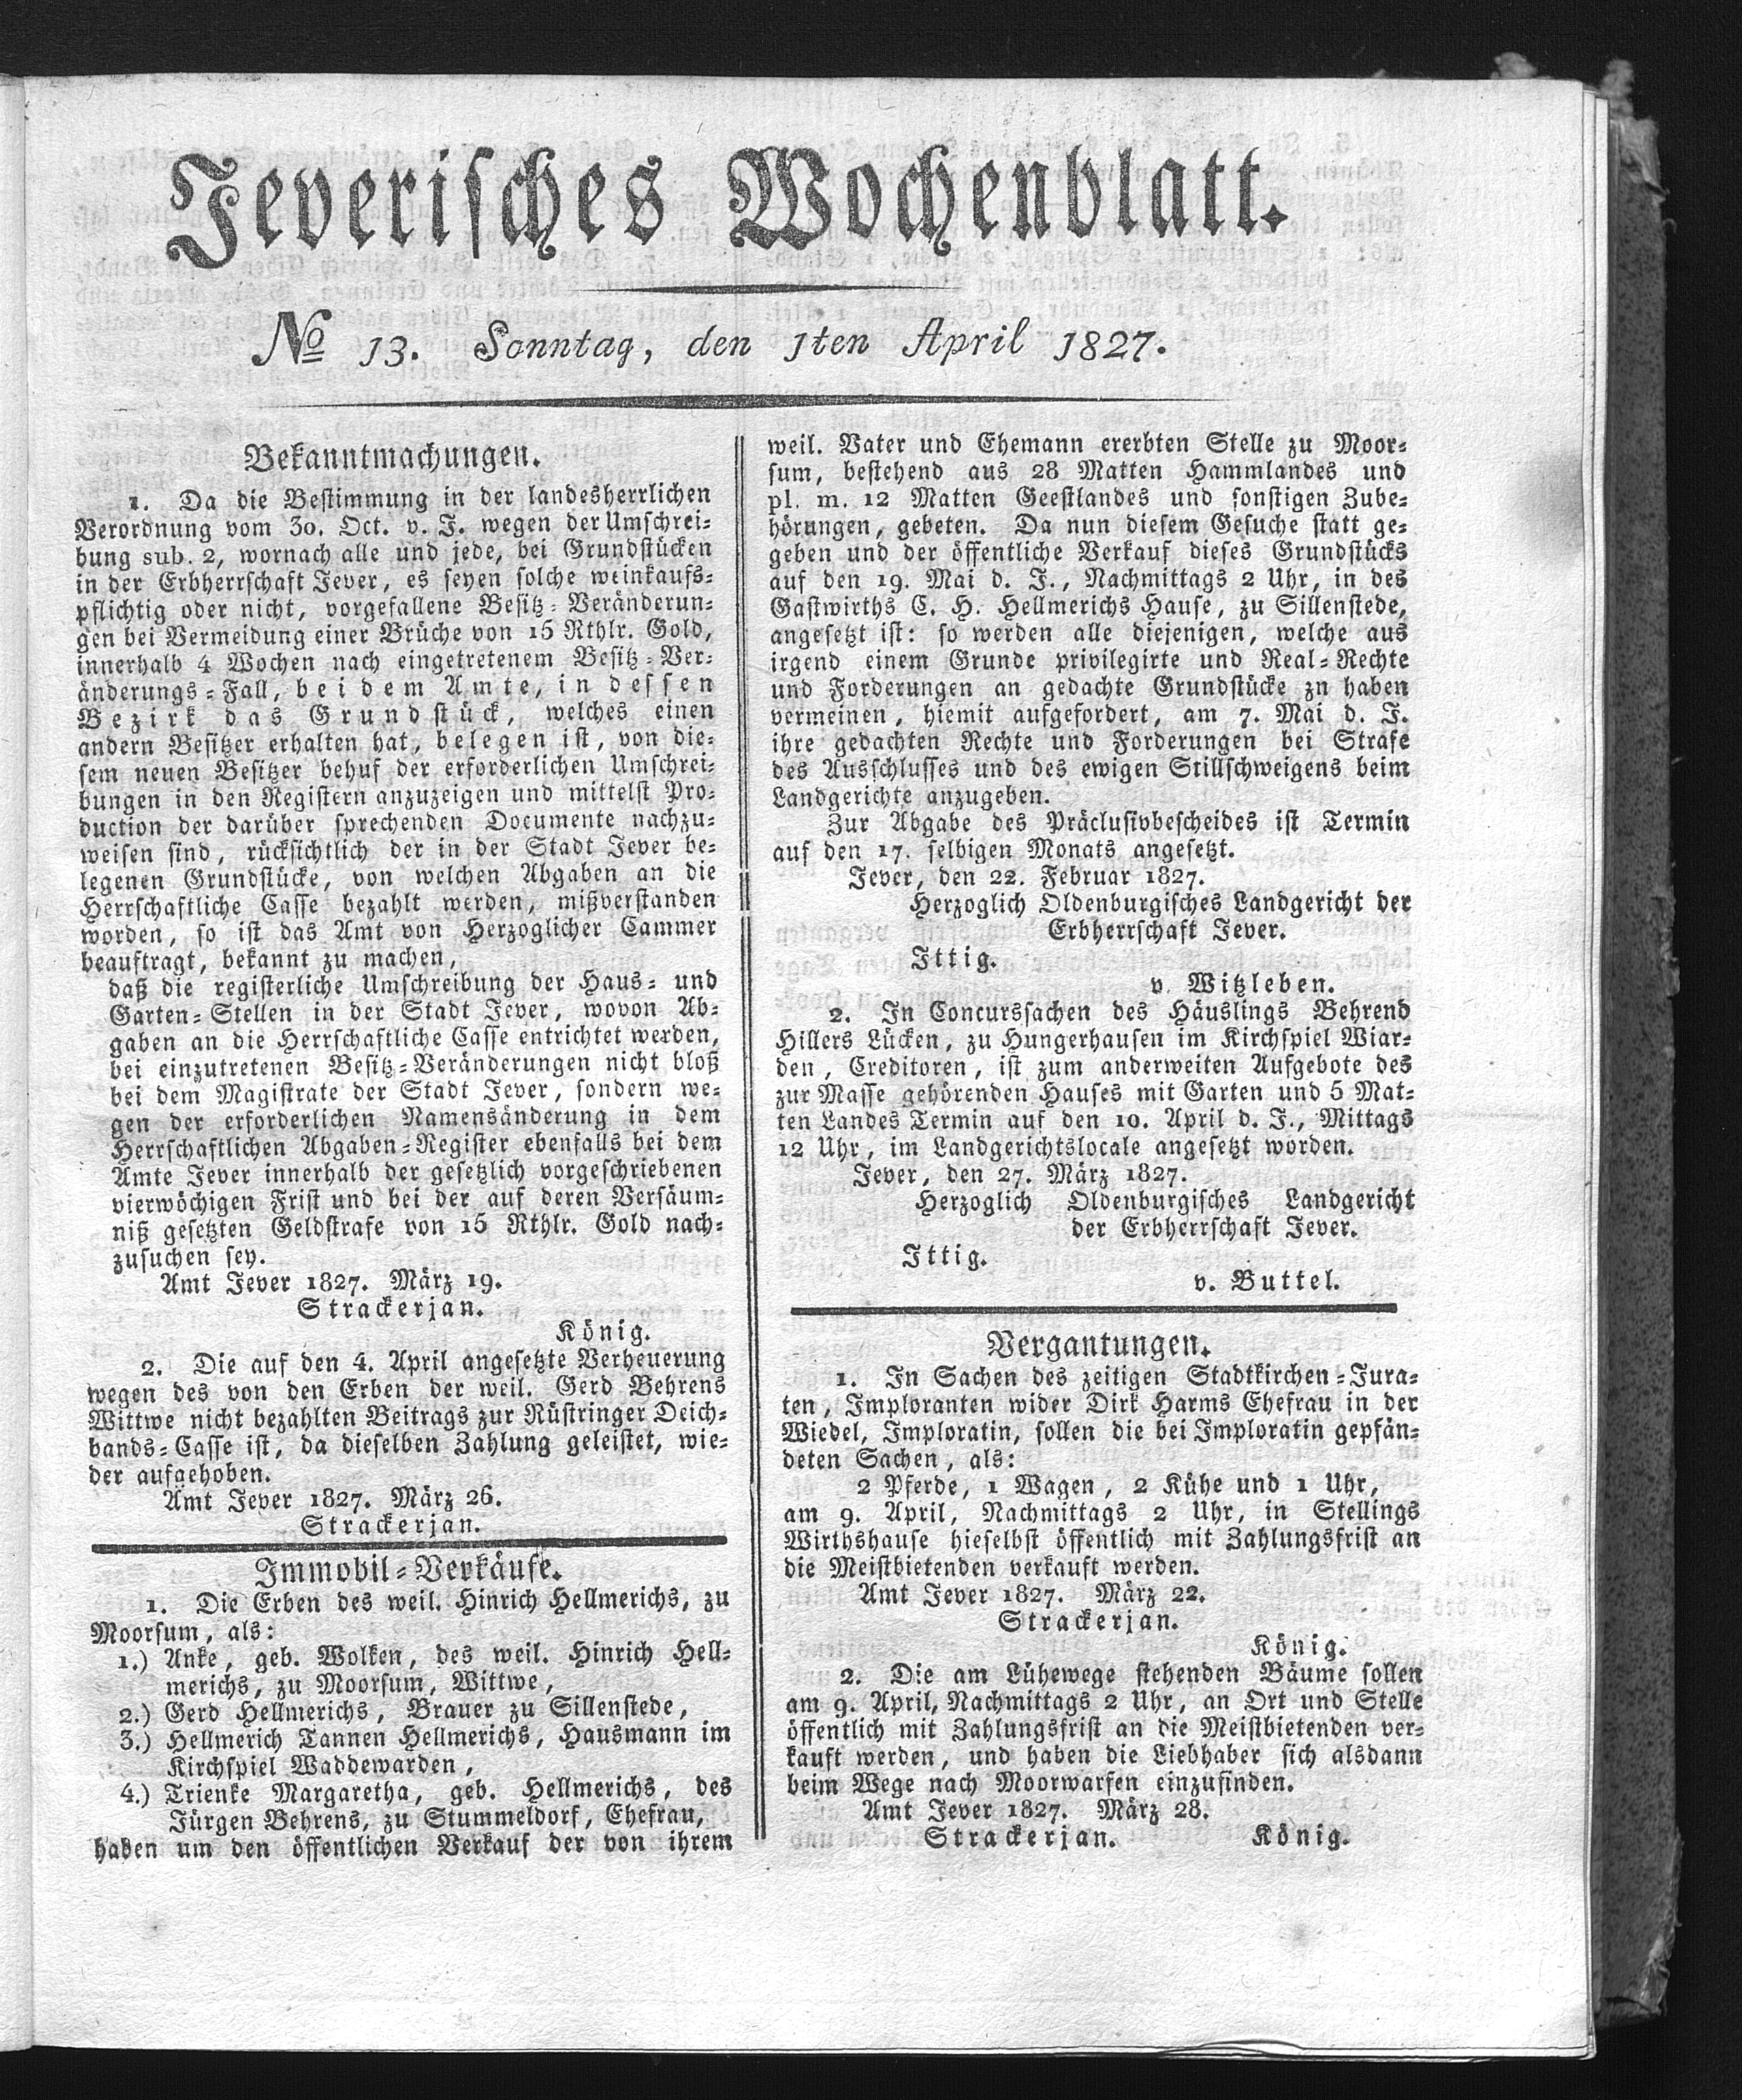 Jeverisches Wochenblatt.
No 13. Sonntag, den 1ten April 1827.
Bekanntmachungen.
1. Da die Bestimmung in der landesherrlichen
Verordnung vom 30. Oct. v. J. wegen der Umschrei-
bung sub. 2, wornach alle und jede, bei Grundstücken
in der Erbherrschaft Jever, es seyen solche weinkaufs-
pflichtig oder nicht, vorgefallene Besitz-Veränderun-
gen bei Vermeidung einer Brüche von 15 Rthlr. Gold,
innerhalb 4 Wochen nach eingetretenem Besitz-Ver-
änderungs-Fall, bei dem Amte, in dessen
Bezirk das Grundstück, welches einen
andern Besitzer erhalten hat, belegen ist, von die-
sem neuen Besitzer behuf der erforderlichen Umschrei-
bungen in den Registern anzuzeigen und mittelst Pro-
duction der darüber sprechenden Documente nachzu-
weisen sind, rücksichtlich der in der Stadt Jever be-
legenen Grundstücke, von welchen Abgaben an die
Herrschaftliche Casse bezahlt werden, mißverstanden
worden, so ist das Amt von Herzoglicher Cammer
beauftragt, bekannt zu machen,
daß die registerliche Umschreibung der Haus- und
Garten-Stellen in der Stadt Jever, wovon Ab-
gaben an die Herrschaftliche Casse entrichtet werden,
bei einzutretenen Besitz-Veränderungen nicht bloß
bei dem Magistrate der Stadt Jever, sondern we-
gen der erforderlichen Namensänderung in dem
Herrschaftlichen Abgaben-Register ebenfalls bei dem
Amte Jever innerhalb der gesetzlich vorgeschriebenen
vierwöchigen Frist und bei der auf deren Versäum-
niß gesetzten Geldstrafe von 15 Rthlr. Gold nach-
zusuchen sey.
Amt Jever 1827. März 19.
Strackerjan.
König.
2. Die auf den 4. April angesetzte Verheuerung
wegen des von den Erben der weil. Gerd Behrens
Wittwe nicht bezahlten Beitrags zur Rüstringer Deich-
bands-Casse ist, da dieselben Zahlung geleistet, wie-
der aufgehoben.
Amt Jever 1827. März 26.
Strackerjan.
Immobil-Verkäufe.
1. Die Erben des weil. Hinrich Hellmerichs, zu
Moorsum, als:
1.) Anke, geb. Wolken, des weil. Hinrich Hell-
merichs, zu Moorsum, Wittwe,
2.) Gerd Hellmerichs, Brauer zu Sillenstede,
3.) Hellmerich Tannen Hellmerichs, Hausmann im
Kirchspiel Waddewarden,
4.) Trienke Margaretha, geb. Hellmerichs, des
Jürgen Behrens, zu Stummeldorf, Ehefrau,
haben um den öffentlichen Verkauf der von ihrem
weil. Vater und Ehemann ererbten Stelle zu Moor-
sum, bestehend aus 28 Matten Hammlandes und
pl. m. 12 Matten Geestlandes und sonstigen Zube-
hörungen, gebeten. Da nun diesem Gesuche statt ge-
geben und der öffentliche Verkauf dieses Grundstücks
auf den 19. Mai d. J., Nachmittags 2 Uhr, in des
Gastwirths C. H. Hellmerichs Hause, zu Sillenstede,
angesetzt ist: so werden alle diejenigen, welche aus
irgend einem Grunde privilegirte und Real-Rechte
und Forderungen an gedachte Grundstücke zn haben
vermeinen, hiemit aufgefordert, am 7. Mai d. J.
ihre gedachten Rechte und Forderungen bei Strafe
des Ausschlusses und des ewigen Stillschweigens beim
Landgerichte anzugeben.
Zur Abgabe des Präclusivbescheides ist Termin
auf den 17. selbigen Monats angesetzt.
Jever, den 22. Februar 1827.
Herzoglich Oldenburgisches Landgericht der
Erbherrschaft Jever.
Ittig.
v. Witzleben.
2. In Concurssachen des Häuslings Behrend
Hillers Lücken, zu Hungerhausen im Kirchspiel Wiar-
den, Creditoren, ist zum anderweiten Aufgebote des
zur Masse gehörenden Hauses mit Garten und 5 Mat-
ten Landes Termin auf den 10. April d. J., Mittags
12 Uhr, im Landgerichtslocale angesetzt worden.
Jever, den 27. März 1827.
Herzoglich Oldenburgisches Landgericht
der Erbherrschaft Jever.
Ittig.
v. Buttel.
Vergantungen.
1. In Sachen des zeitigen Stadtkirchen-Jura-
ten, Imploranten wider Dirk Harms Ehefrau in der
Wiedel, Imploratin, sollen die bei Imploratin gepfän-
deten Sachen, als:
2 Pferde, 1 Wagen, 2 Kühe und 1 Uhr,
am 9. April, Nachmittags 2 Uhr, in Stellings
Wirthshause hieselbst öffentlich mit Zahlungsfrist an
die Meistbietenden verkauft werden.
Amt Jever 1827. März 22.
Strackerjan.
König.
2. Die am Lühewege stehenden Bäume sollen
am 9. April, Nachmittags 2 Uhr, an Ort und Stelle
öffentlich mit Zahlungsfrist an die Meistbietenden ver-
kauft werden, und haben die Liebhaber sich alsdann
beim Wege nach Moorwarfen einzufinden.
Amt Jever 1827. März 28.
Strackerjan. König.